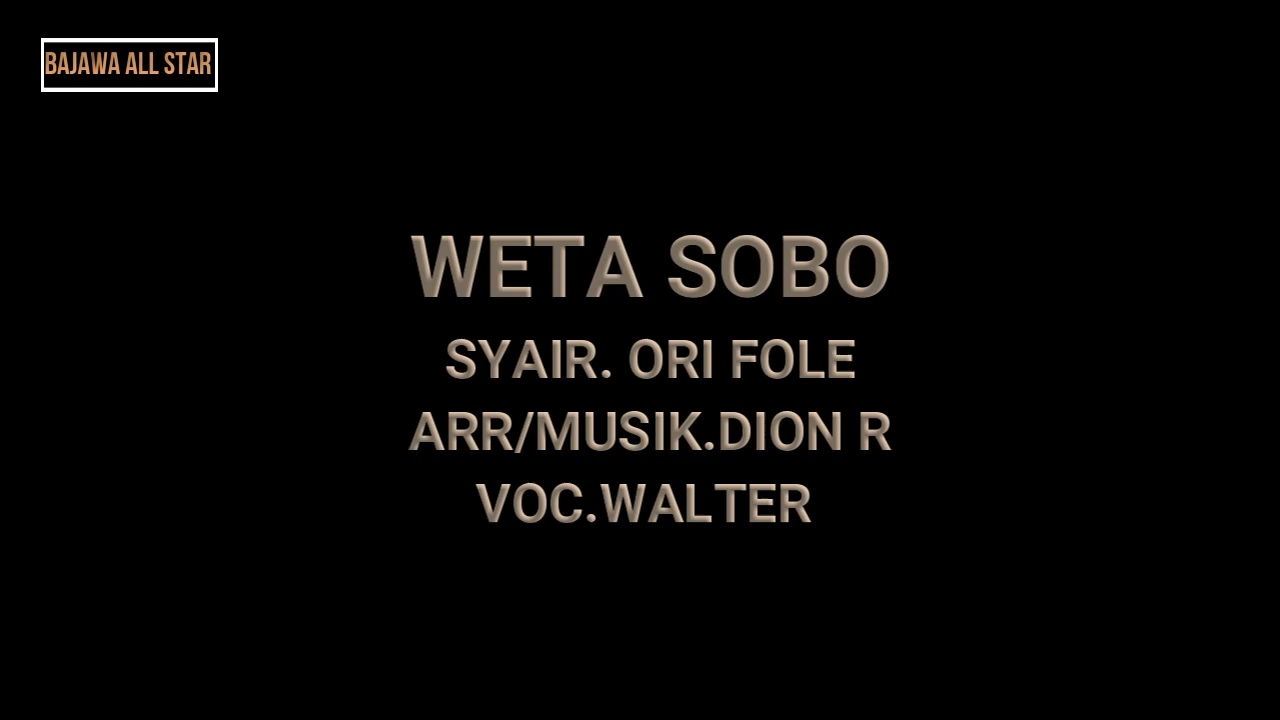 BAJAWA ALL STAR
WETA SOBO
SYAIR. ORI FOLE
ARR/MUSIK.DION R
VOC.WALTER